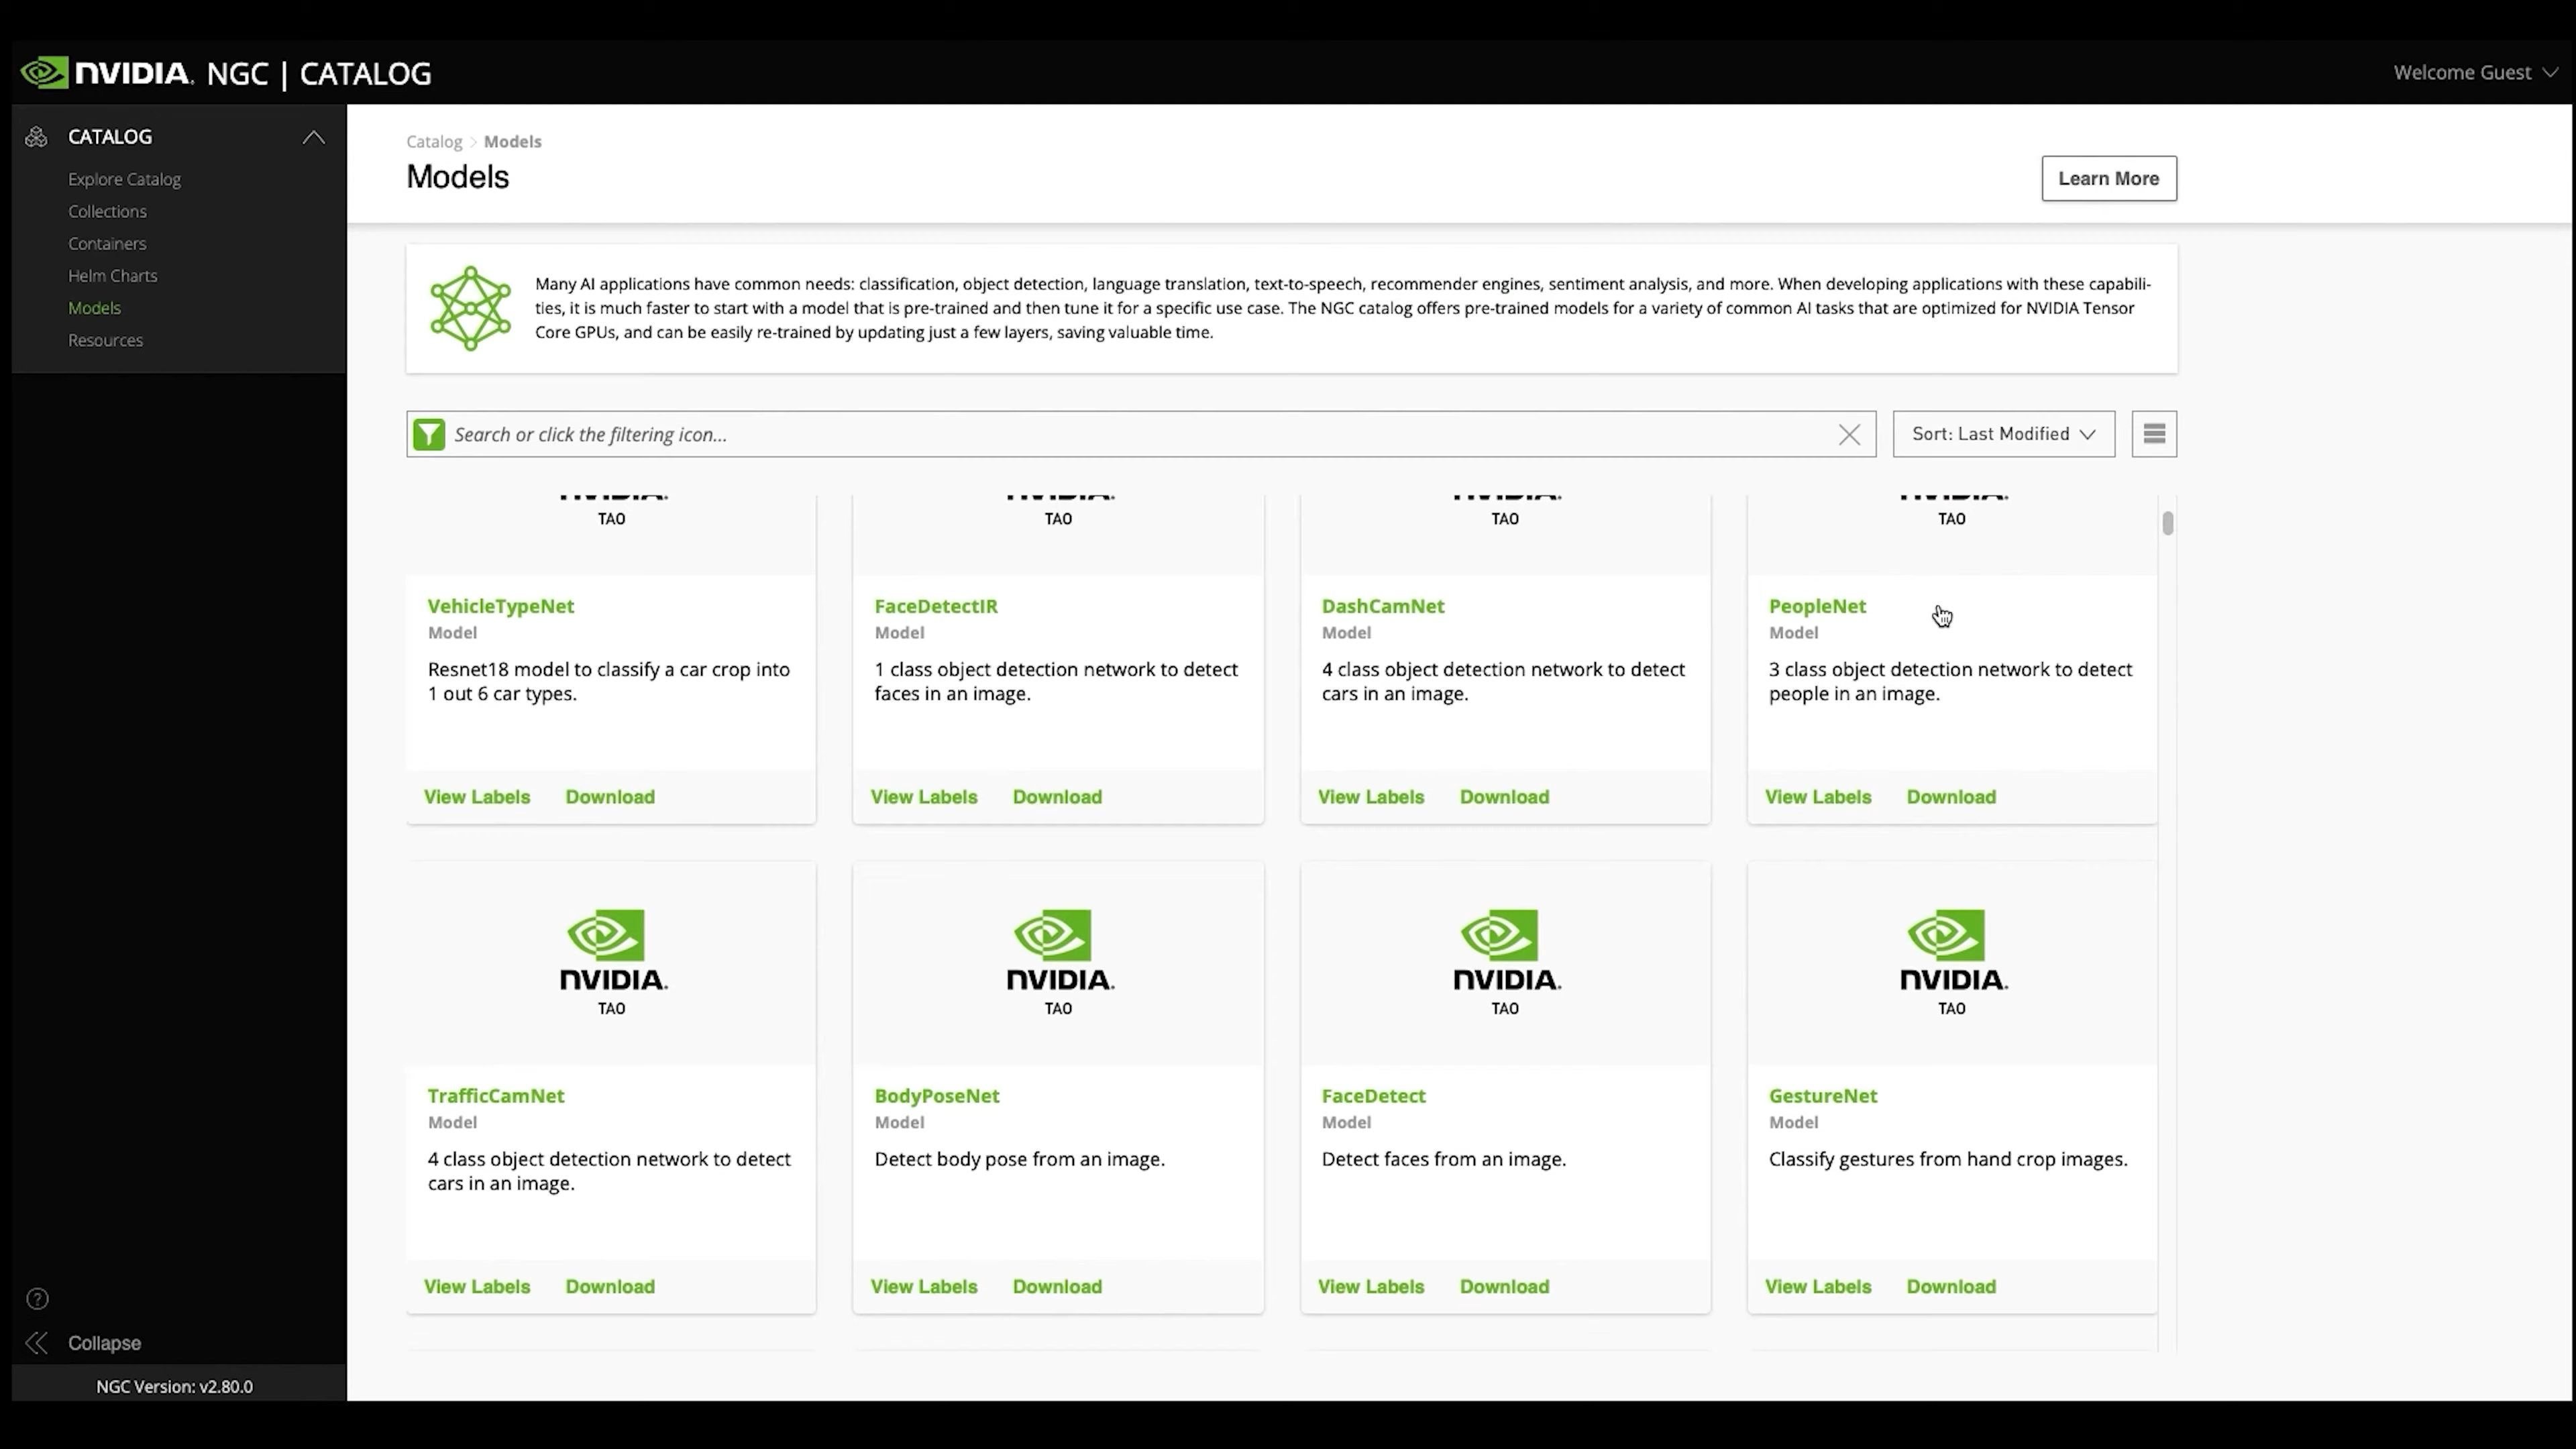 NVIDIA. NGC | CATALOG
Welcome Guest
CATALOG
Explore Catalog
Collections
Containers
Helm Charts
Models
Resources
Catalog > Models
Models
Learn More
Many AI applications have common needs: classification, object detection, language translation, text-to-speech, recommender engines, sentiment analysis, and more. When developing applications with these capabili-
ties, it is much faster to start with a model that is pre-trained and then tune it for a specific use case. The NGC catalog offers pre-trained models for a variety of common AI tasks that are optimized for NVIDIA Tensor
Core GPUs, and can be easily re-trained by updating just a few layers, saving valuable time.
Search or click the filtering icon...
Sort: Last Modified
NVIDIA.
TAO
VehicleTypeNet
Model
Resnet18 model to classify a car crop into
1 out 6 car types.
View Labels Download
NVIDIA.
TAO
FaceDetectIR
Model
1 class object detection network to detect
faces in an image.
View Labels Download
NVIDIA.
TAO
DashCamNet
Model
4 class object detection network to detect
cars in an image.
View Labels Download
NVIDIA.
TAO
PeopleNet
Model
3 class object detection network to detect
people in an image.
View Labels Download
NVIDIA.
TAO
TrafficCamNet
Model
4 class object detection network to detect
cars in an image.
View Labels Download
NVIDIA.
TAO
BodyPoseNet
Model
Detect body pose from an image.
View Labels Download
NVIDIA.
TAO
FaceDetect
Model
Detect faces from an image.
View Labels Download
NVIDIA.
TAO
GestureNet
Model
Classify gestures from hand crop images.
View Labels Download
?
Collapse
NGC Version: v2.80.0